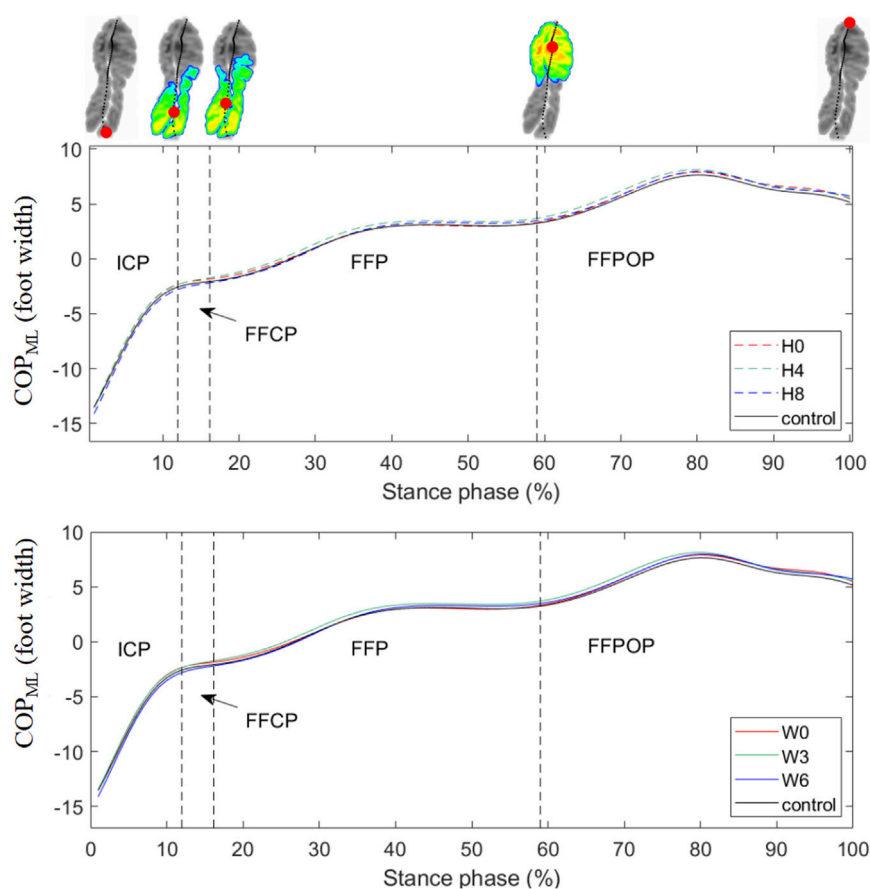 10
5
0
-5
-10
-15
COP_ML (foot width)
ICP
FFCP
FFP
FFPOP
H0
H4
H8
control
10 20 30 40 50 60 70 80 90 100
Stance phase (%)
10
5
0
-5
-10
-15
COP_ML (foot width)
ICP
FFCP
FFP
FFPOP
W0
W3
W6
control
0 10 20 30 40 50 60 70 80 90 100
Stance phase (%)